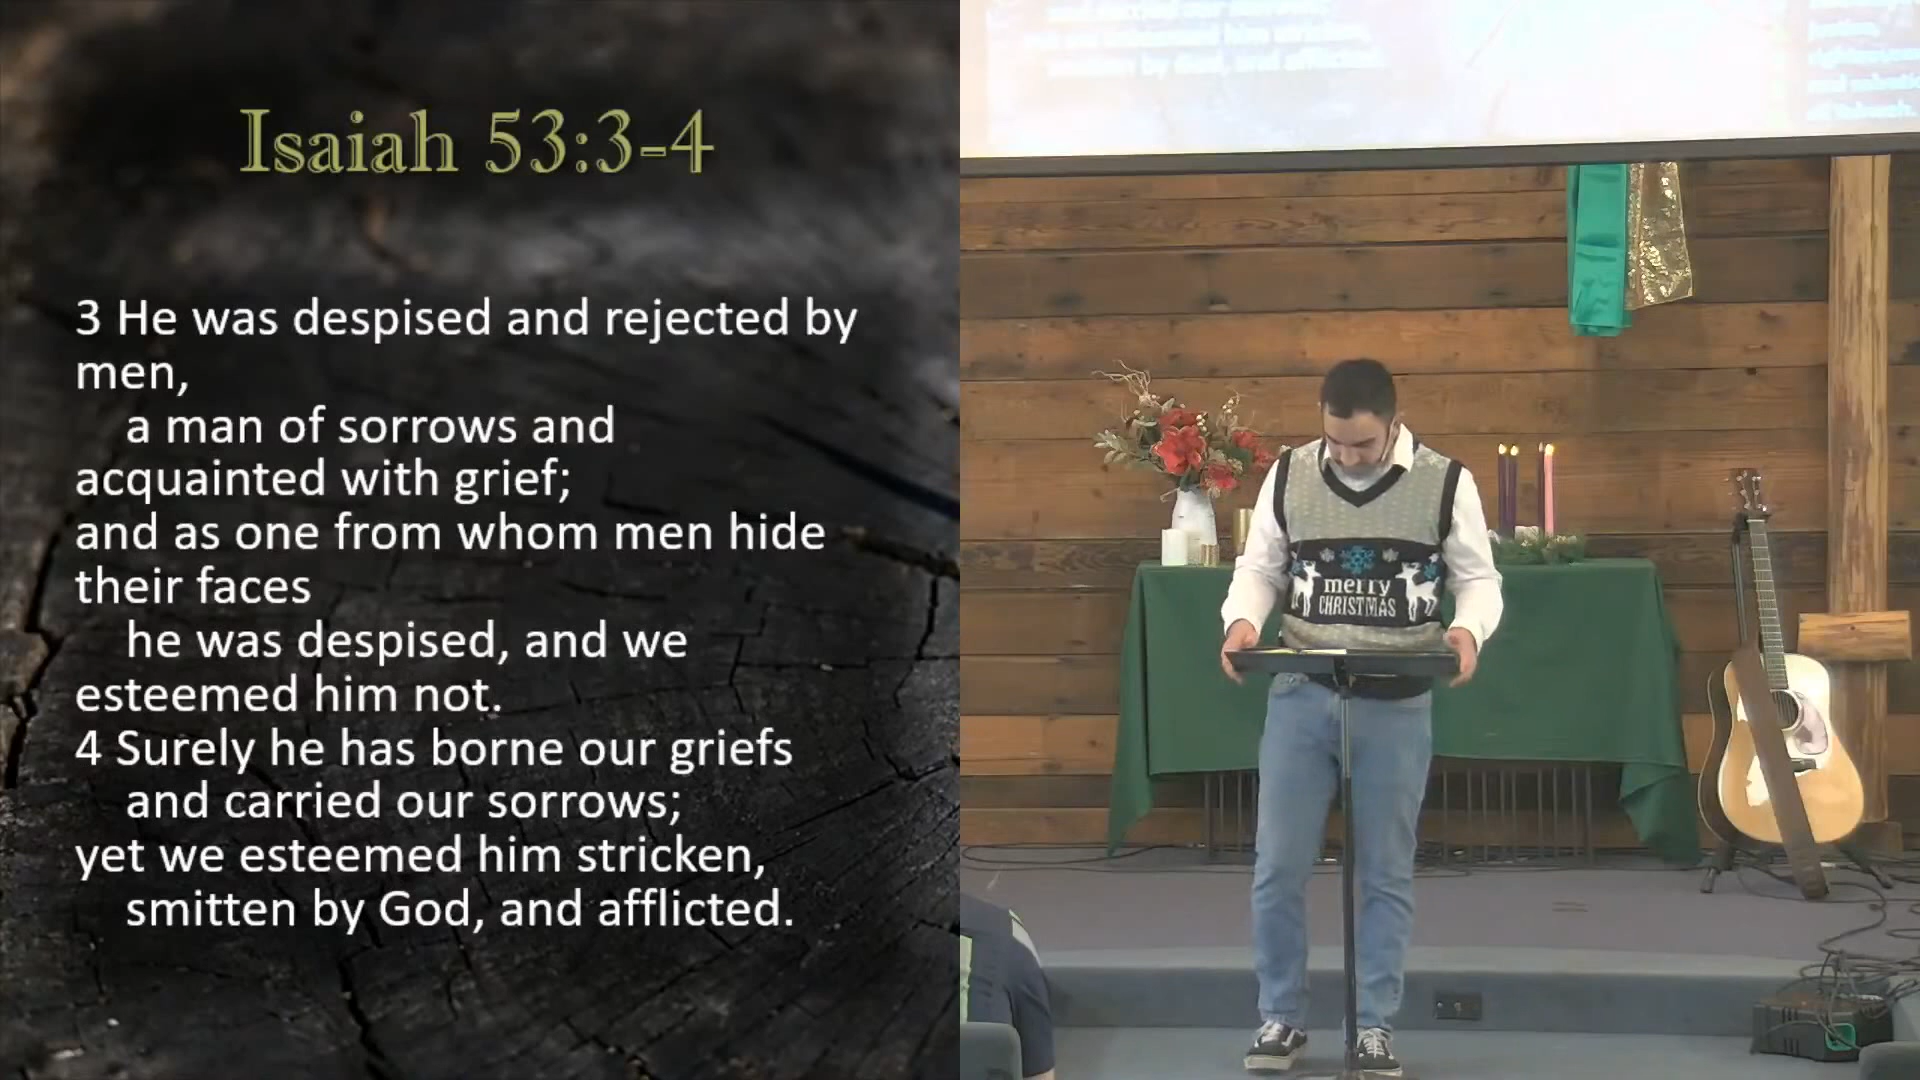 Isaiah 53:3-4
3 He was despised and rejected by
men,
a man of sorrows and
acquainted with grief;
and as one from whom men hide
their faces
he was despised, and we
esteemed him not.
4 Surely he has borne our griefs
and carried our sorrows;
yet we esteemed him stricken,
smitten by God, and afflicted.
merry
CHRISTMAS